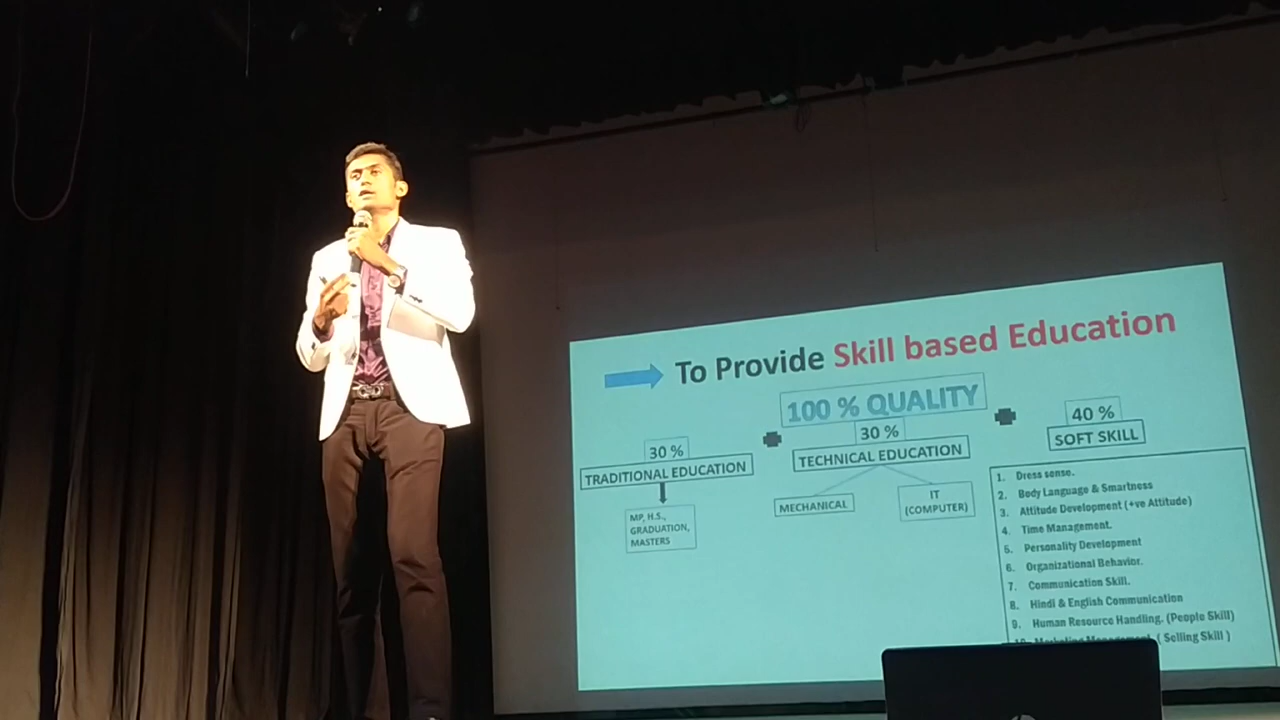 To Provide Skill based Education
100 % QUALITY
30 %
TRADITIONAL EDUCATION
MP, H.S.,
GRADUATION,
MASTERS
30 %
TECHNICAL EDUCATION
MECHANICAL
IT
(COMPUTER)
40 %
SOFT SKILL
1. Dress sense.
2. Body Language & Smartness
3. Attitude Development (+ve Attitude)
4. Time Management.
5. Personality Development
6. Organizational Behavior.
7. Communication Skill.
8. Hindi & English Communication
9. Human Resource Handling. (People Skill)
10. Marketing Management. ( Selling Skill )